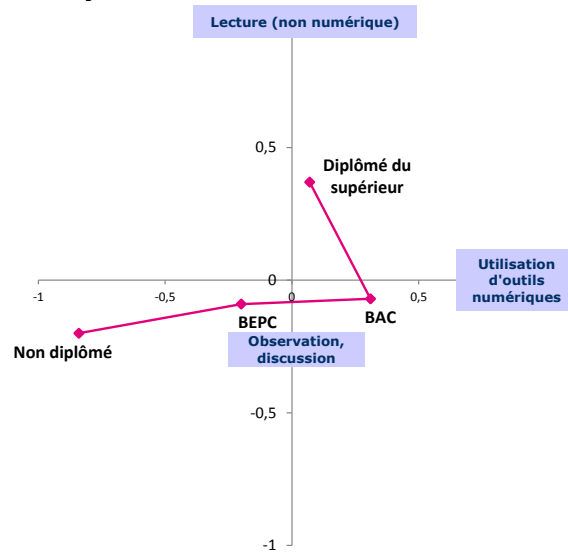 Lecture (non numérique)
0,5
Diplômé du
supérieur
Utilisation
d'outils
numériques
0
-1
-0,5
0
0,5
BEPC
BAC
Non diplômé
Observation,
discussion
-0,5
-1